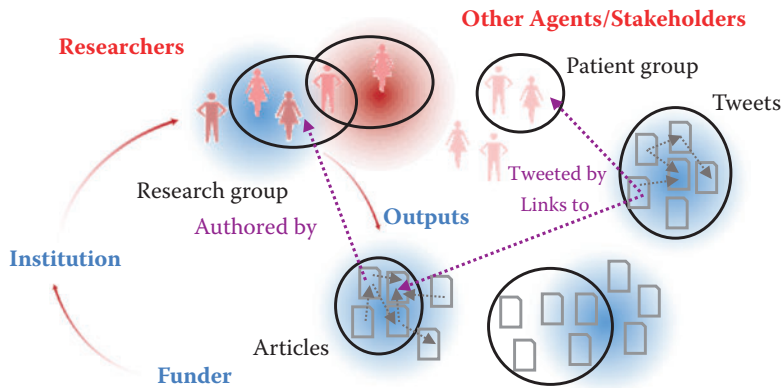 Other Agents/Stakeholders
Researchers
Patient group
Tweets
Tweeted by
Research group
Links to
Authored by
Outputs
Institution
Articles
Funder